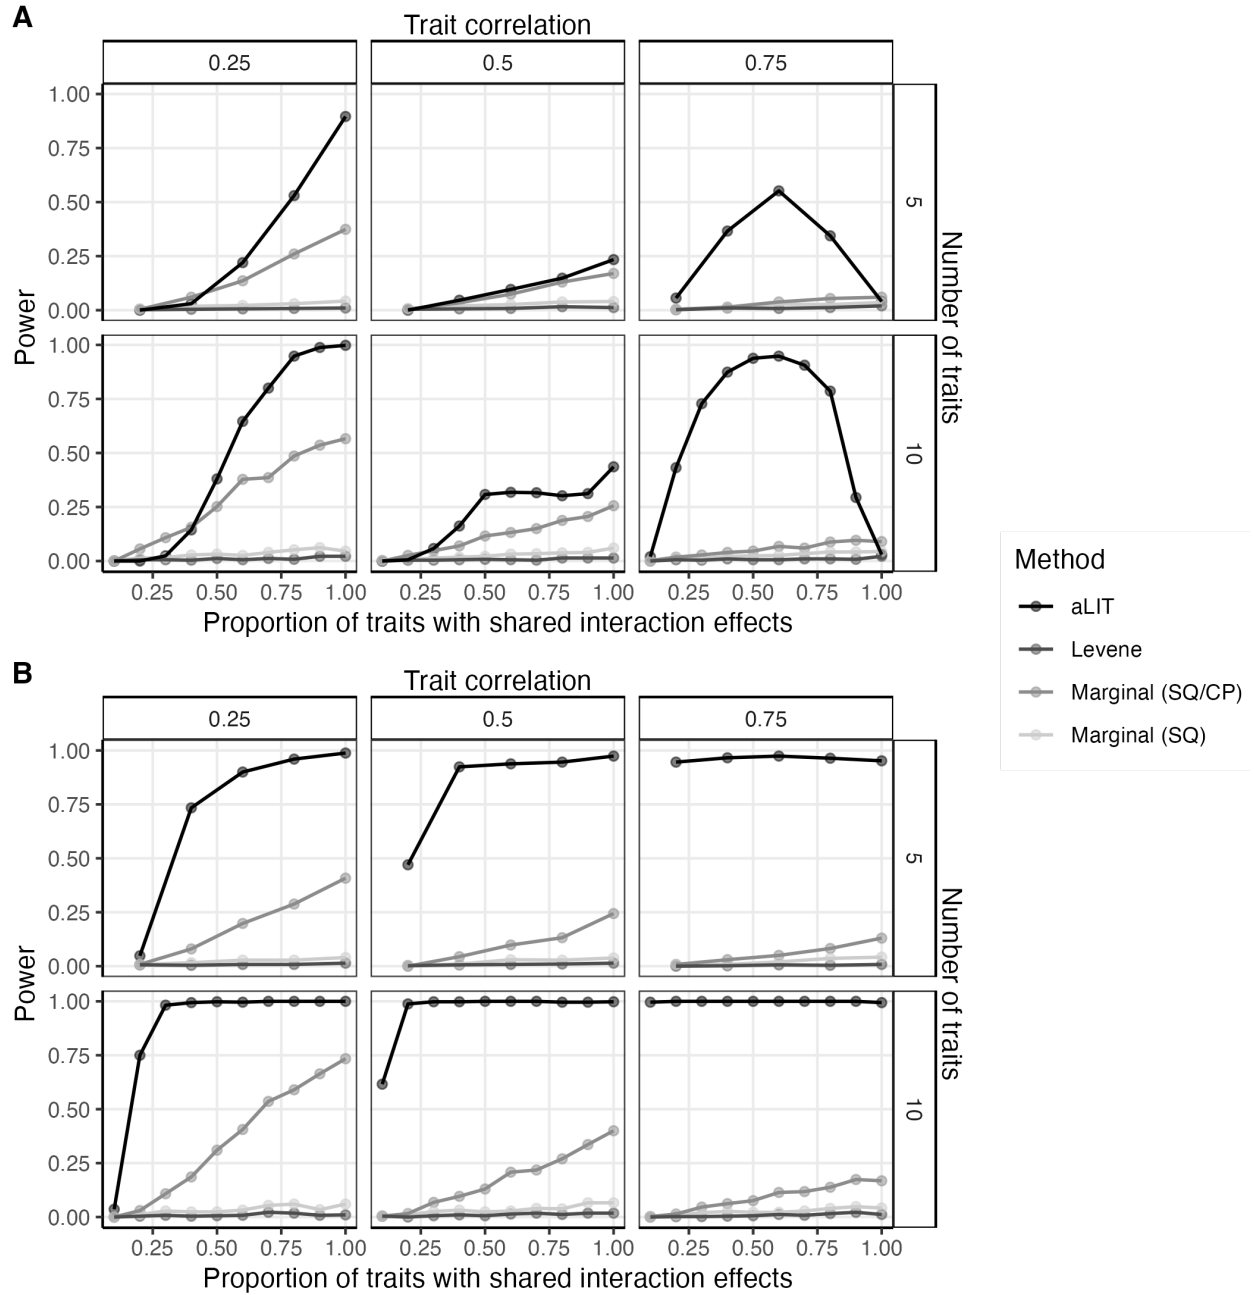 A
Trait correlation
0.25 0.5 0.75
1.00
0.75
0.50
0.25
0.00
5
1.00
0.75
0.50
0.25
0.00
10
Power
Number of traits
0.25 0.50 0.75 1.00 0.25 0.50 0.75 1.00 0.25 0.50 0.75 1.00
Proportion of traits with shared interaction effects
Method
aLIT
Levene
Marginal (SQ/CP)
Marginal (SQ)
B
Trait correlation
0.25 0.5 0.75
1.00
0.75
0.50
0.25
0.00
5
1.00
0.75
0.50
0.25
0.00
10
Power
Number of traits
0.25 0.50 0.75 1.00 0.25 0.50 0.75 1.00 0.25 0.50 0.75 1.00
Proportion of traits with shared interaction effects